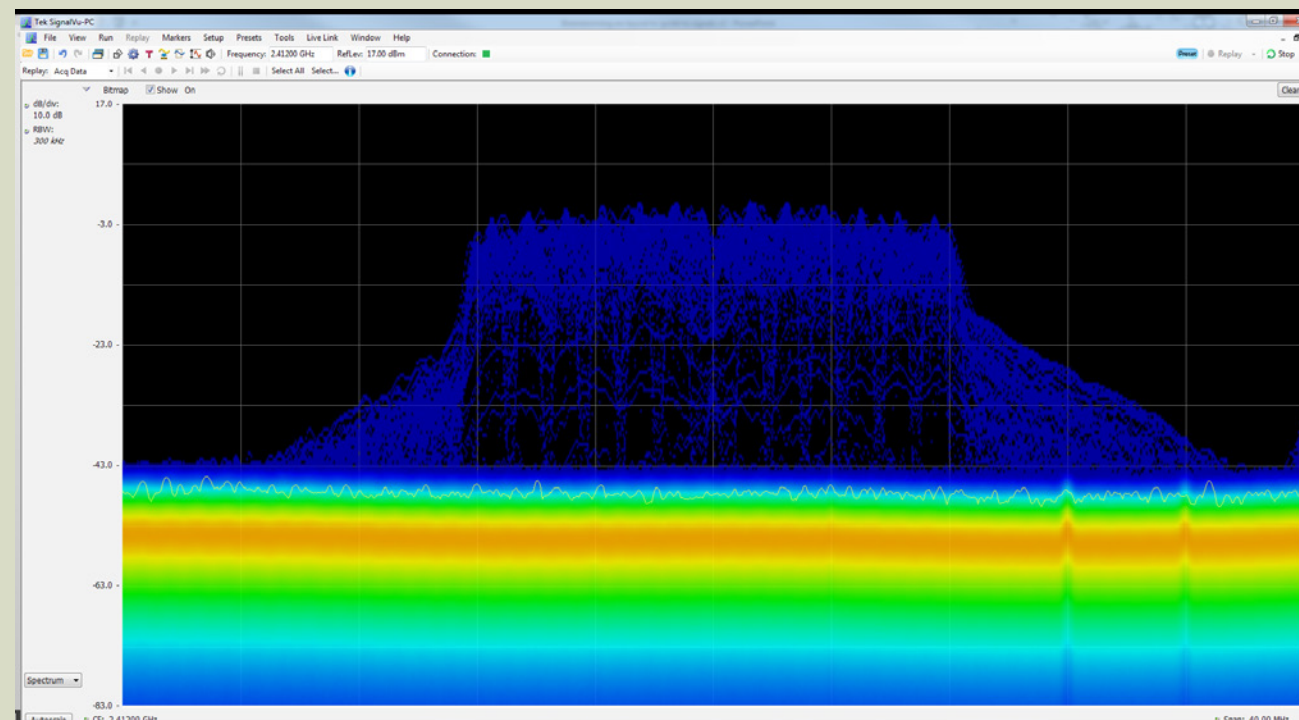 Tek SignalVu-PC
File View Run Replay Markers Setup Presets Tools Live Link Window Help
Frequency: 2.41200 GHz RefLev: 17.00 dBm Connection:
Preset Replay Stop
Replay: Acq Data Select All Select...
Bitmap Show On
Clear
dB/div:
10.0 dB
RBW:
300 kHz
17.0
-3.0
-23.0
-43.0
-63.0
-83.0
Spectrum
Autoscale CF: 2.41200 GHz Span: 40.00 MHz